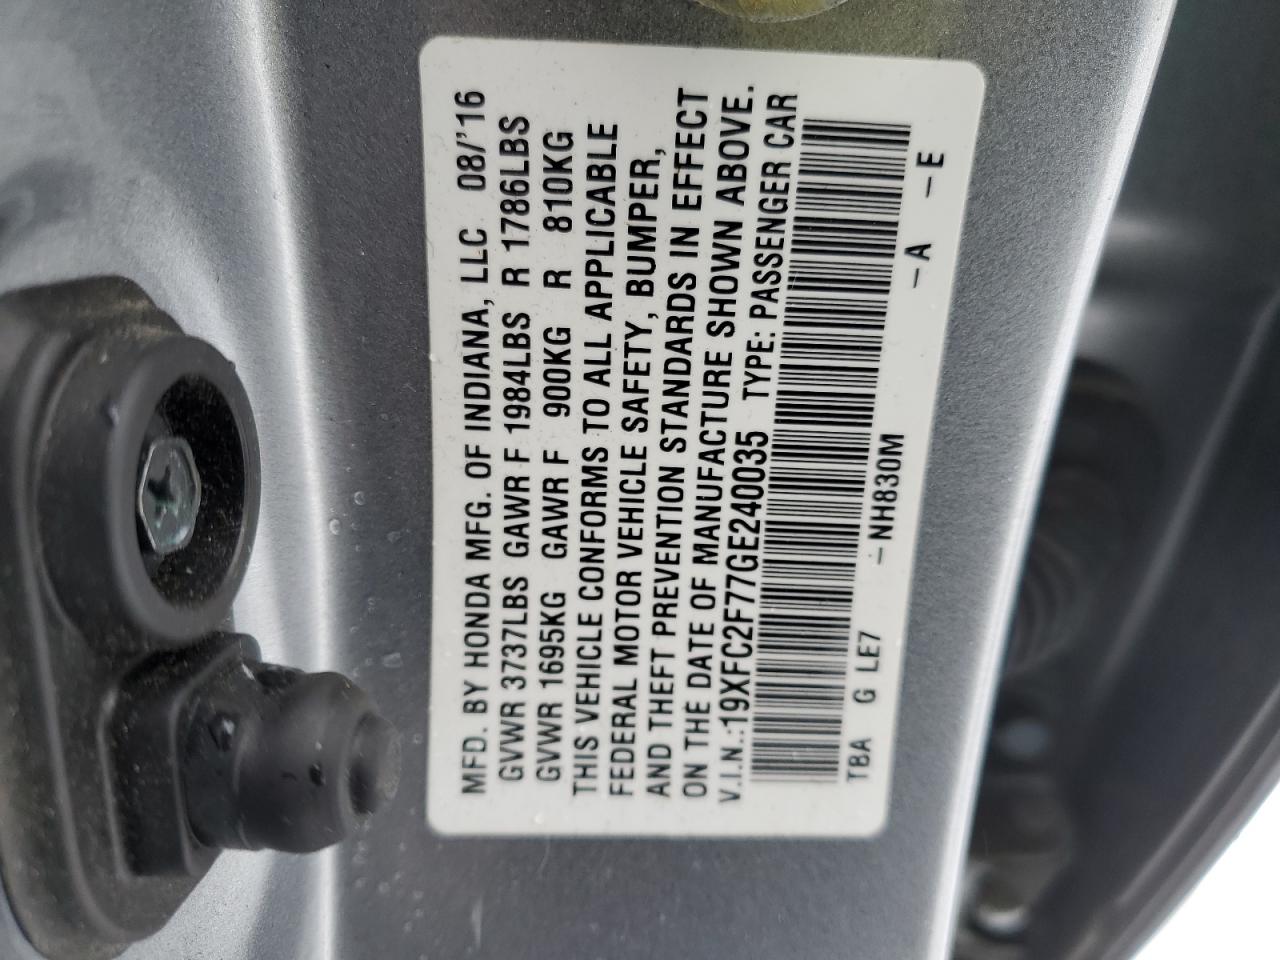 MFD. BY HONDA MFG. OF INDIANA, LLC 08/'16
GVWR 3737LBS GAWR F 1984LBS R 1786LBS
GVWR 1695KG GAWR F 900KG R 810KG
THIS VEHICLE CONFORMS TO ALL APPLICABLE
FEDERAL MOTOR VEHICLE SAFETY, BUMPER,
AND THEFT PREVENTION STANDARDS IN EFFECT
ON THE DATE OF MANUFACTURE SHOWN ABOVE.
V.I.N.:19XFC2F77GE240035 TYPE: PASSENGER CAR
TBA G LE7 –NH830M –A –E